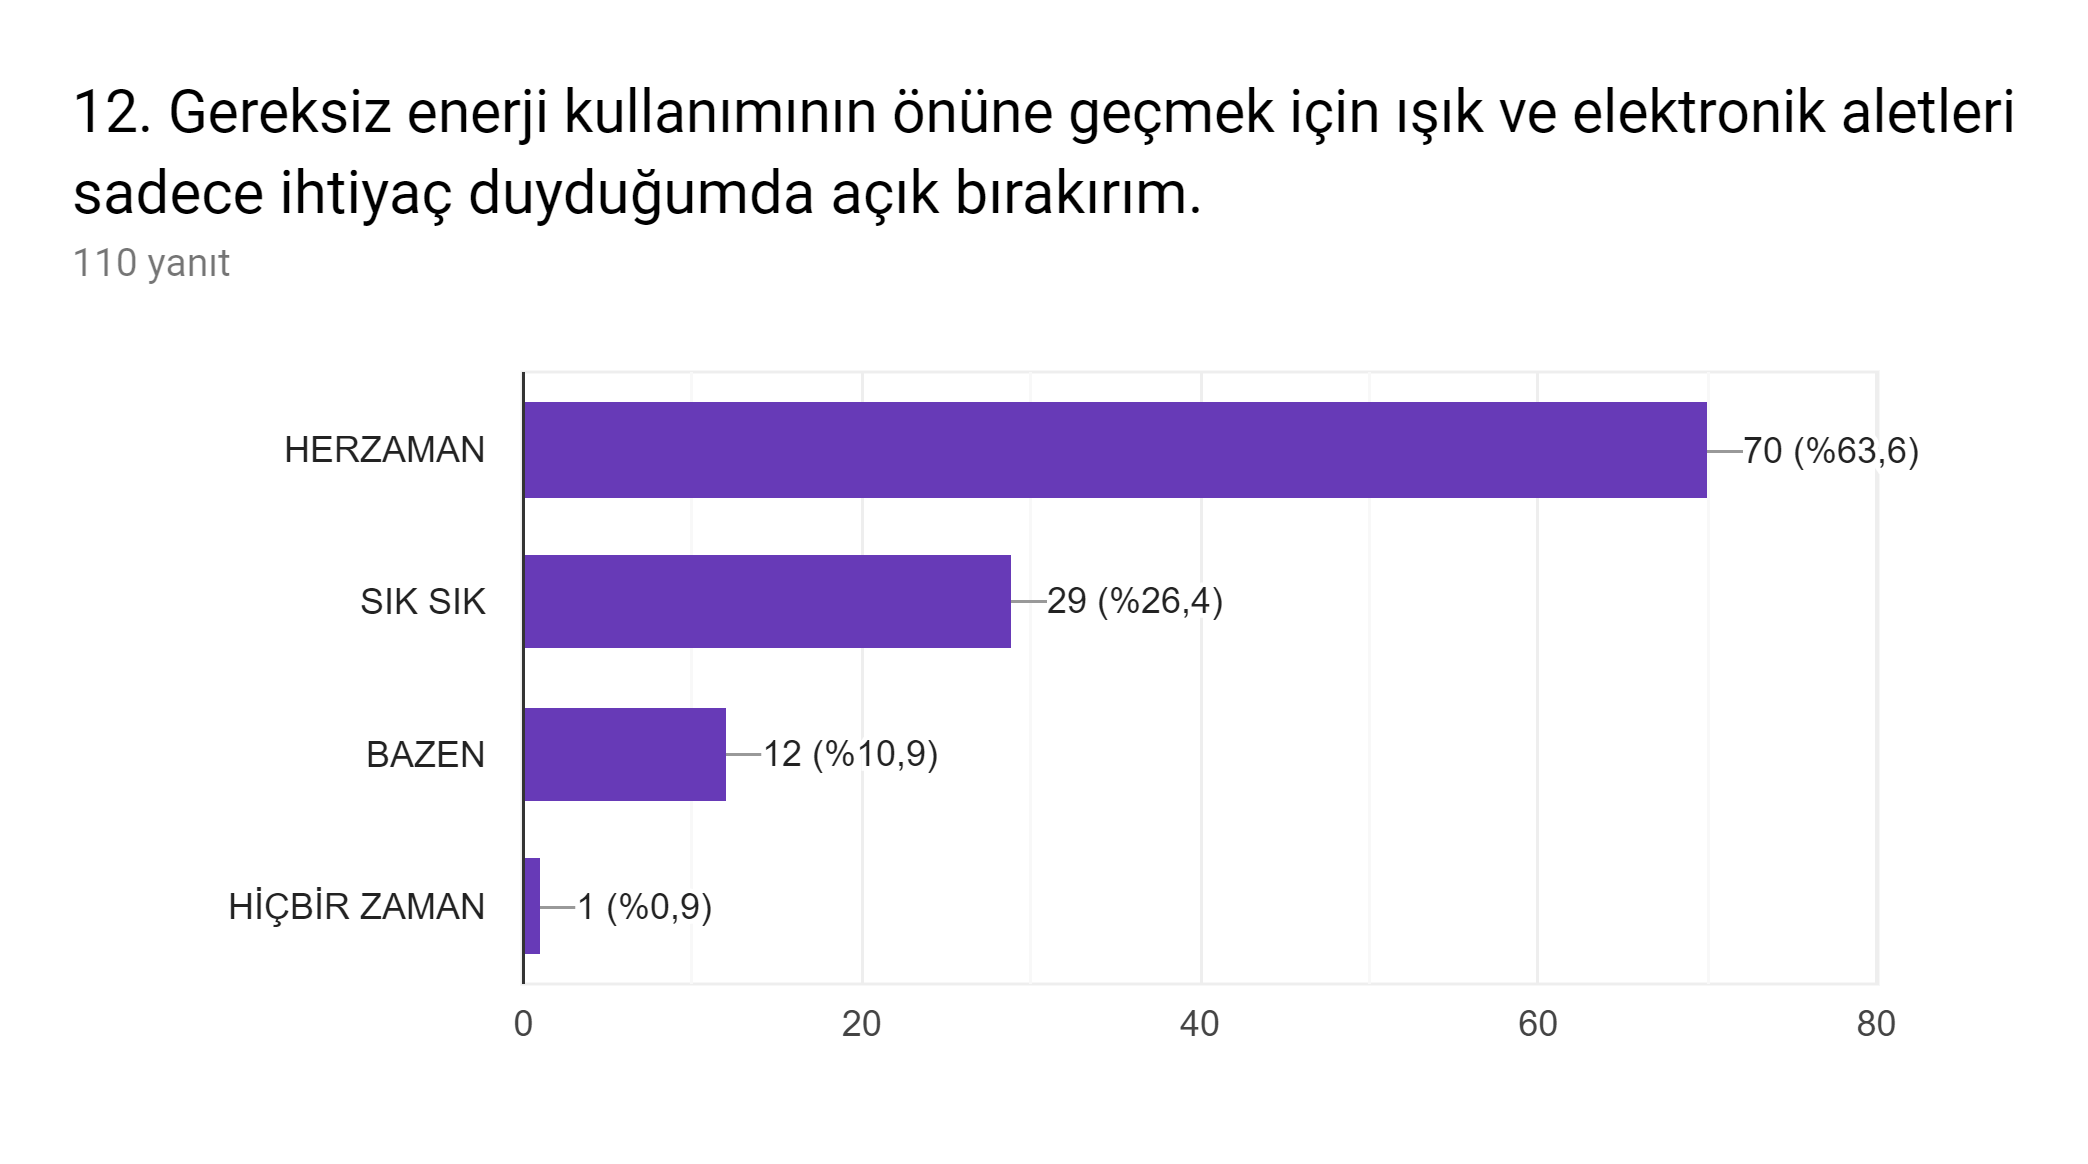 12. Gereksiz enerji kullanımının önüne geçmek için ışık ve elektronik aletleri
sadece ihtiyaç duyduğumda açık bırakırım.
110 yanıt
HERZAMAN
70 (%63,6)
SIK SIK
29 (%26,4)
BAZEN
12 (%10,9)
HİÇBİR ZAMAN
1 (%0,9)
0 20 40 60 80